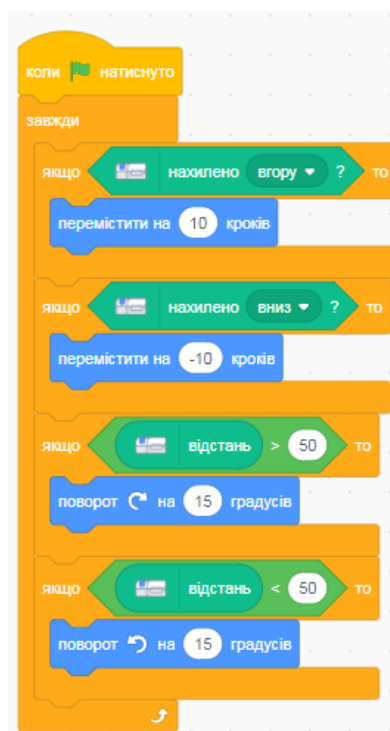 коли натиснуто
завжди
якщо нахилено вгору ? то
перемістити на 10 кроків
якщо нахилено вниз ? то
перемістити на -10 кроків
якщо відстань > 50 то
поворот на 15 градусів
якщо відстань < 50 то
поворот на 15 градусів